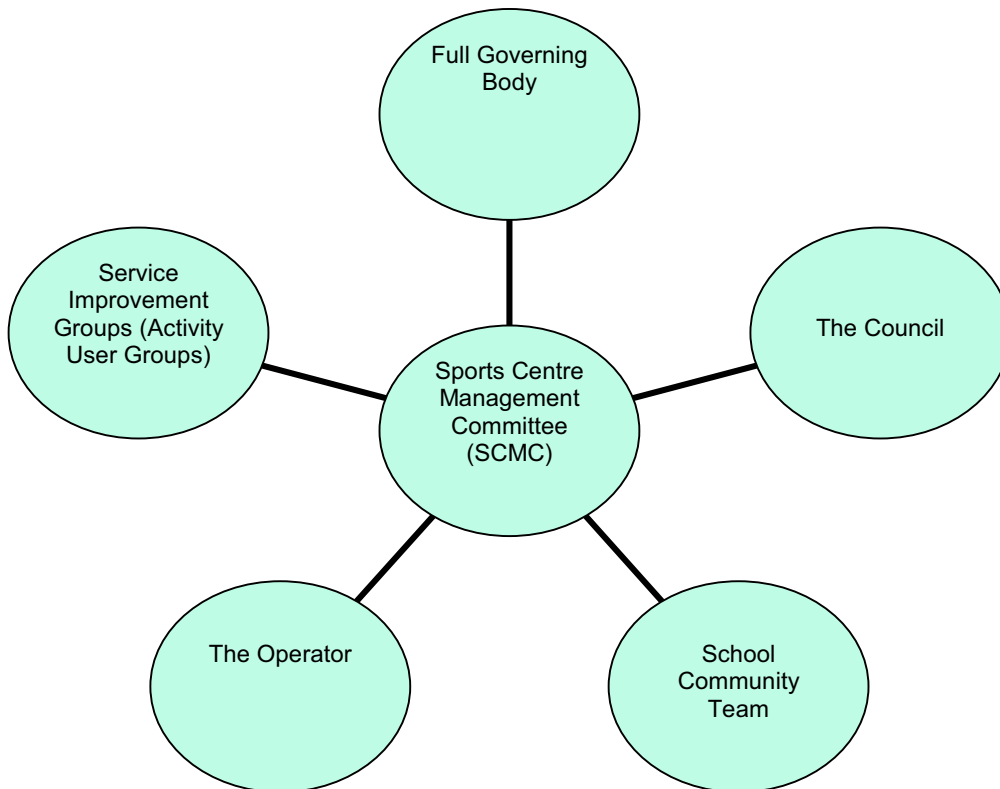 Full Governing
Body
Service
Improvement
Groups (Activity
User Groups)
The Council
Sports Centre
Management
Committee
(SCMC)
The Operator
School
Community
Team